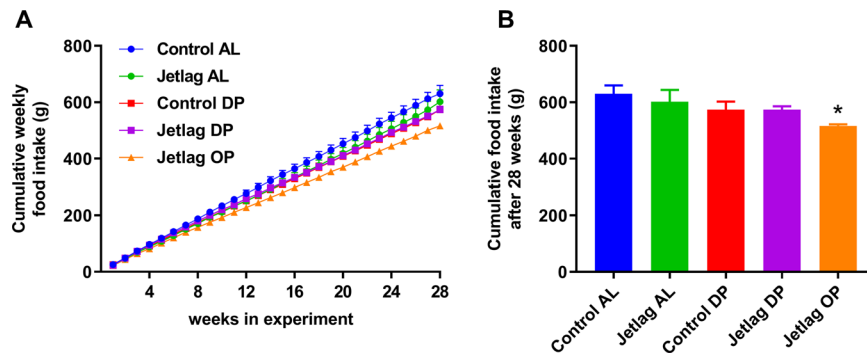 A
Control AL
Jetlag AL
Control DP
Jetlag DP
Jetlag OP
Cumulative weekly
food intake (g)
800
600
400
200
0
4 8 12 16 20 24 28
weeks in experiment
B
Cumulative food intake
after 28 weeks (g)
800
600
400
200
0
*
Control AL
Jetlag AL
Control DP
Jetlag DP
Jetlag OP